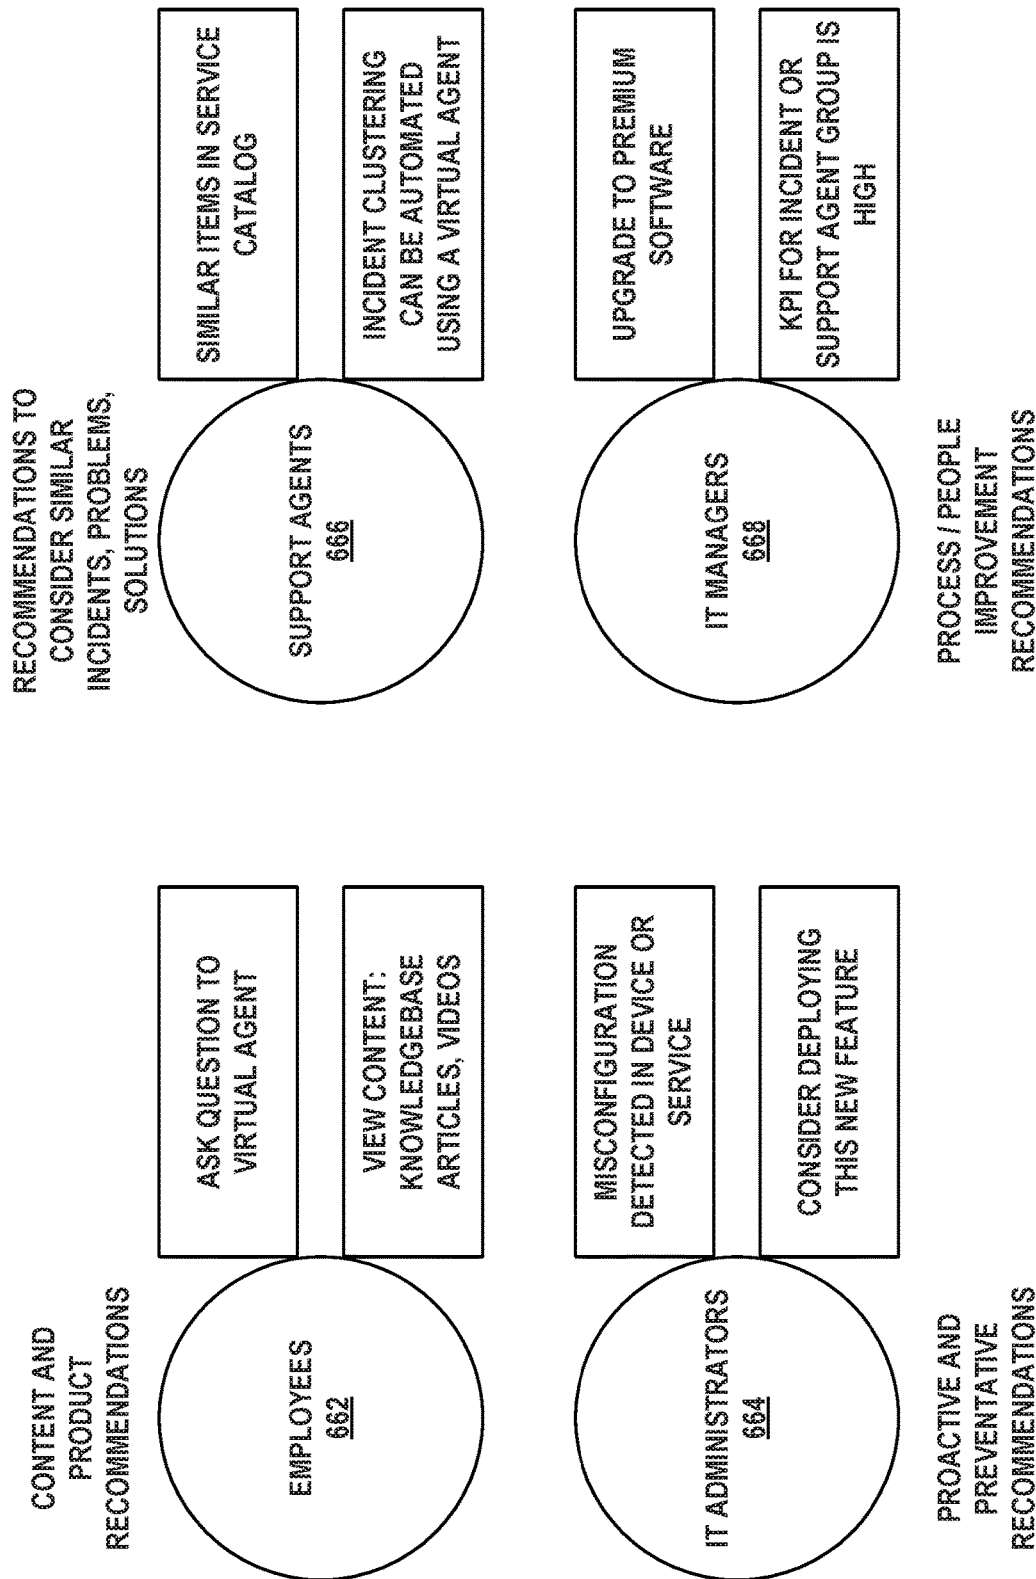 CONTENT AND
PRODUCT
RECOMMENDATIONS
EMPLOYEES
662
ASK QUESTION TO
VIRTUAL AGENT
VIEW CONTENT:
KNOWLEDGEBASE
ARTICLES, VIDEOS
RECOMMENDATIONS TO
CONSIDER SIMILAR
INCIDENTS, PROBLEMS,
SOLUTIONS
SUPPORT AGENTS
666
SIMILAR ITEMS IN SERVICE
CATALOG
INCIDENT CLUSTERING
CAN BE AUTOMATED
USING A VIRTUAL AGENT
IT ADMINISTRATORS
664
MISCONFIGURATION
DETECTED IN DEVICE OR
SERVICE
CONSIDER DEPLOYING
THIS NEW FEATURE
PROACTIVE AND
PREVENTATIVE
RECOMMENDATIONS
IT MANAGERS
668
UPGRADE TO PREMIUM
SOFTWARE
KPI FOR INCIDENT OR
SUPPORT AGENT GROUP IS
HIGH
PROCESS / PEOPLE
IMPROVEMENT
RECOMMENDATIONS